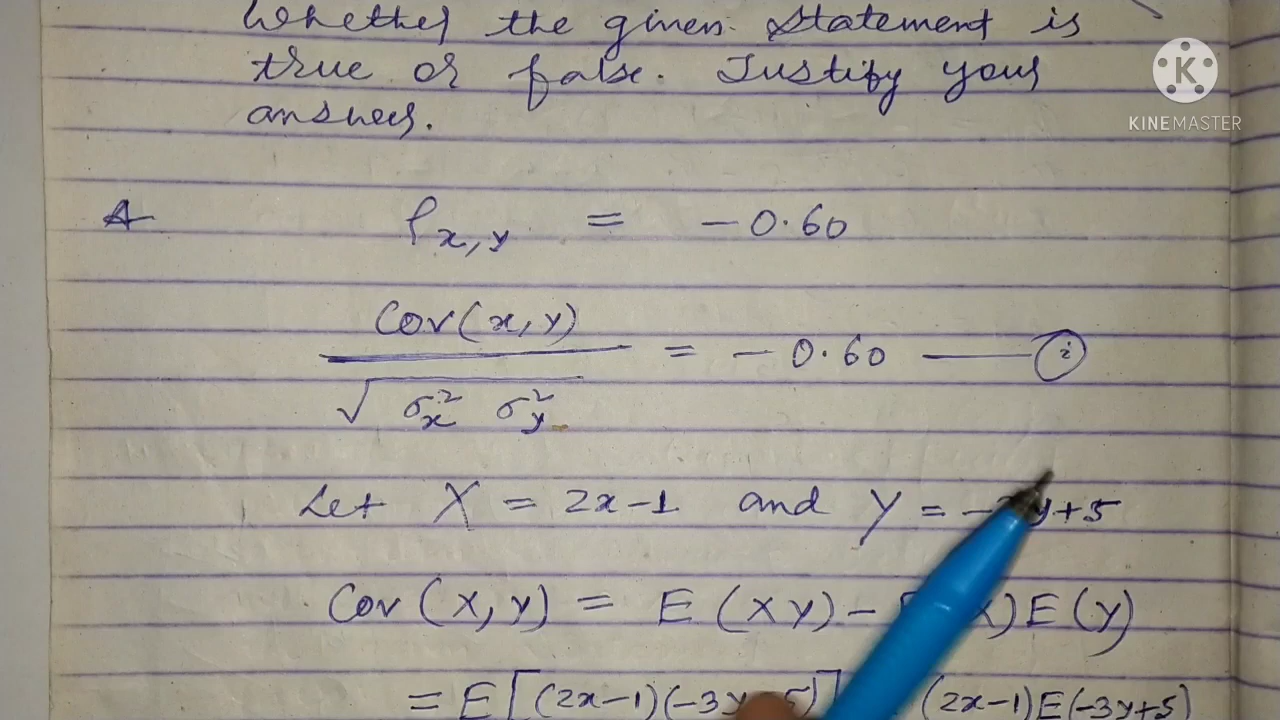 Whether the given statement is
K
true or false. Justify your
answer.
KINEMASTER
A ρx,y = -0.60
Cov(x,y)
= -0.60 —— i
√ σx² σy²
Let X = 2x-1 and Y = - y+5
Cov(X,Y) = E(XY) - X)E(Y)
= E[(2x-1)(-3y 5)] (2x-1)E(-3y+5)